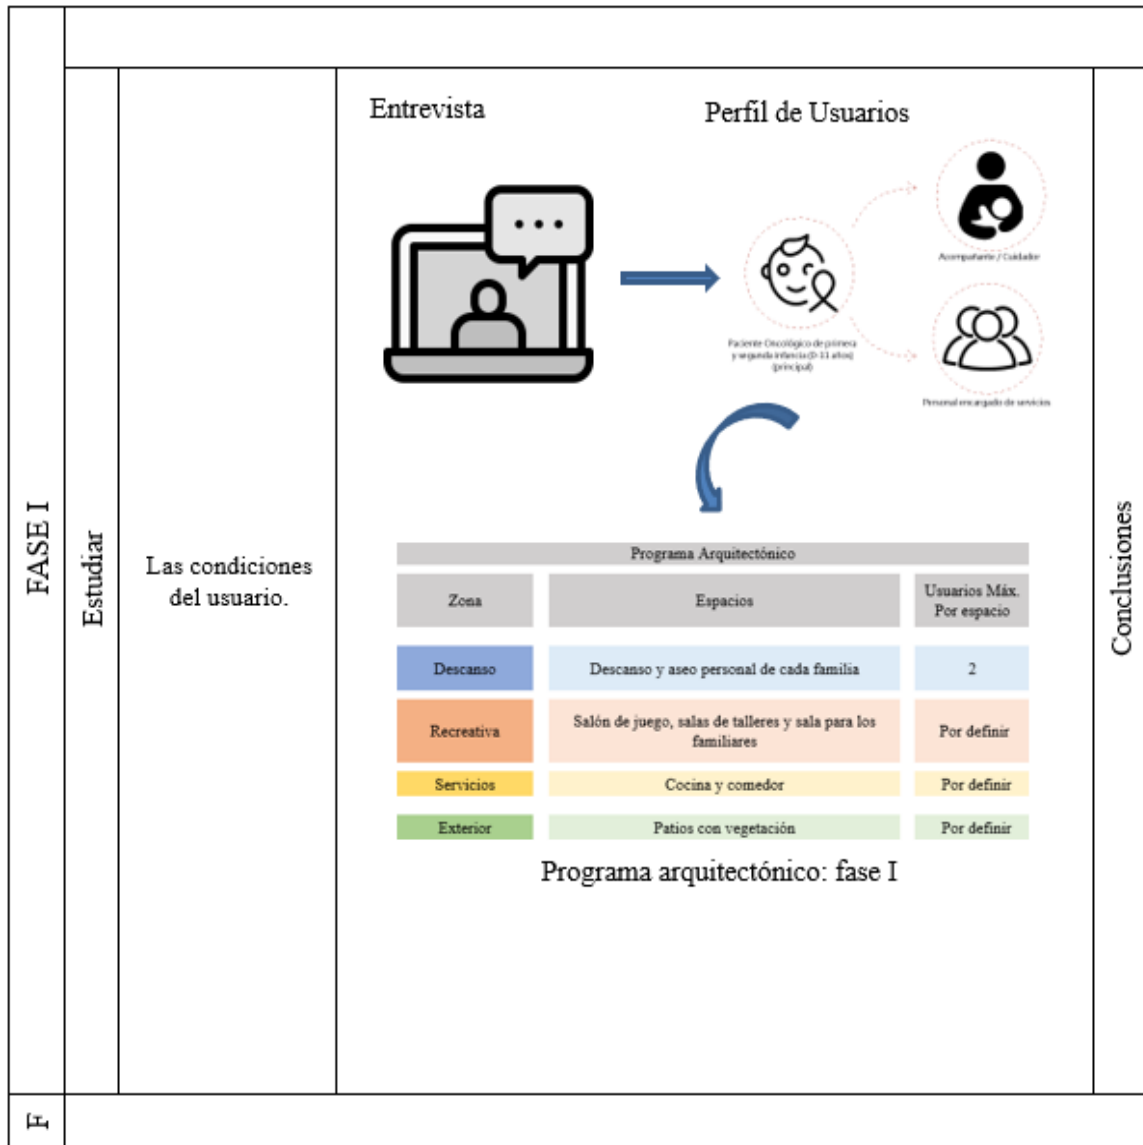 FASE I
Estudiar
Las condiciones
del usuario.
Entrevista
Perfil de Usuarios
Acompañante / Cuidador
Paciente Oncológico de primera
y segunda infancia (0-11 años)
(principal)
Personal encargado de servicios
Programa Arquitectónico
Zona
Espacios
Usuarios Máx.
Por espacio
Descanso
Descanso y aseo personal de cada familia
2
Recreativa
Salón de juego, salas de talleres y sala para los
familiares
Por definir
Servicios
Cocina y comedor
Por definir
Exterior
Patios con vegetación
Por definir
Programa arquitectónico: fase I
Conclusiones
F